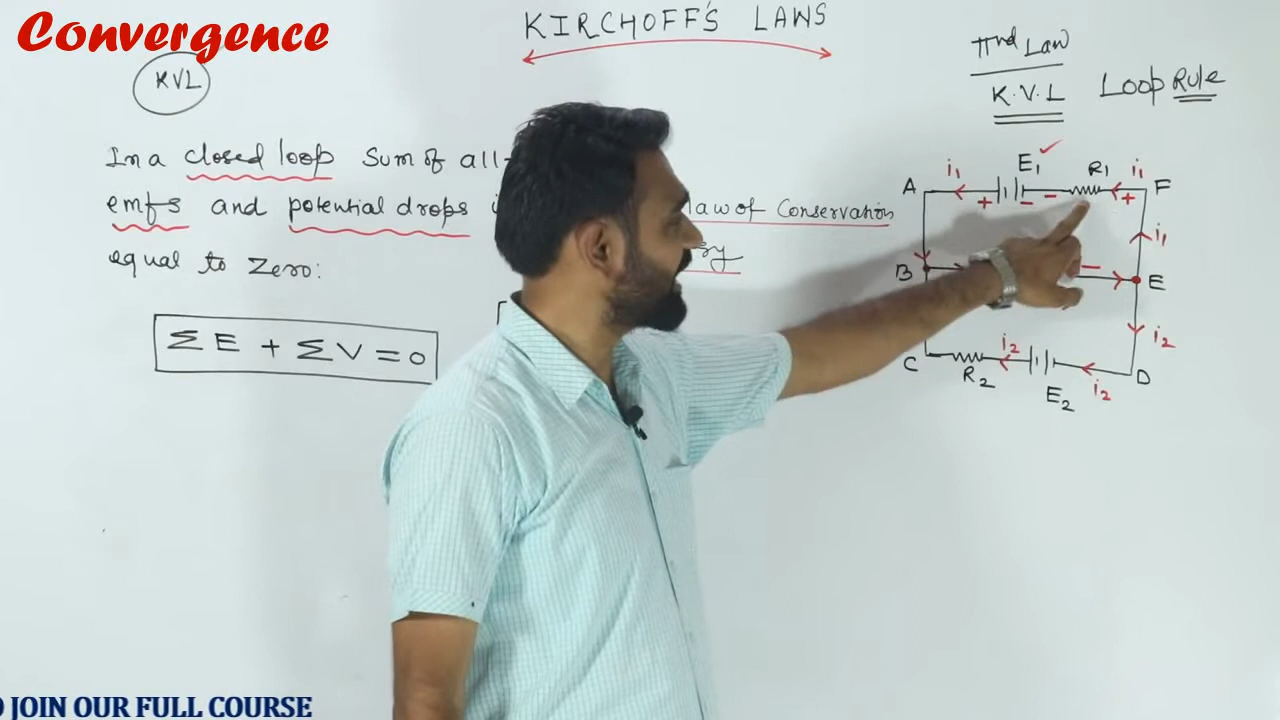 Convergence
KIRCHOFF'S LAWS
KVL
IInd Law
K.V.L
Loop Rule
In a closed loop Sum of all
emfs and potential drops
law of Conservation
equal to Zero:
ΣE + ΣV = 0
E1
i1
R1
i1
A
F
+
-
-
+
i1
B
-
E
i2
i2
C
R2
D
E2
i2
JOIN OUR FULL COURSE